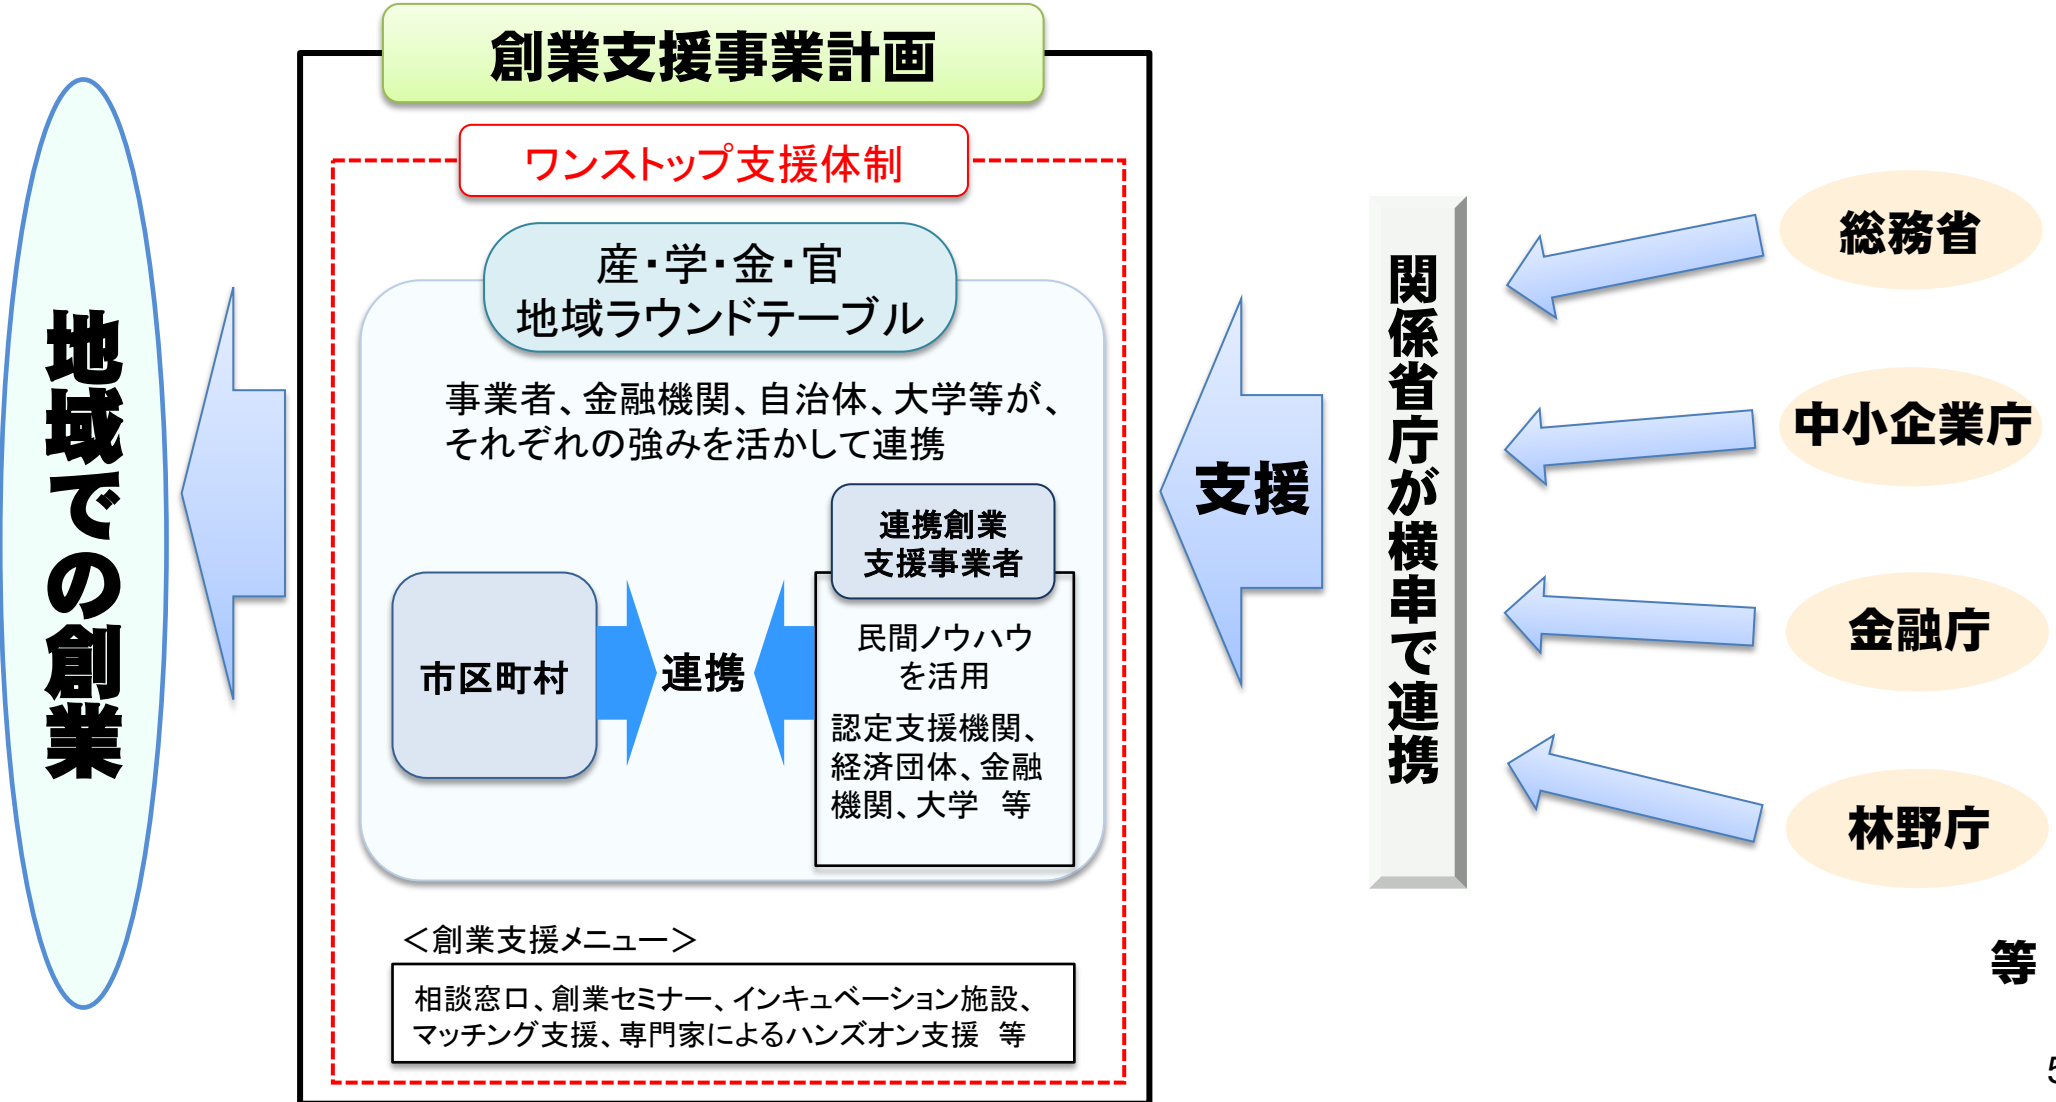 創業支援事業計画
ワンストップ支援体制
産・学・金・官
地域ラウンドテーブル
事業者、金融機関、自治体、大学等が、
それぞれの強みを活かして連携
市区町村
連携
連携創業
支援事業者
民間ノウハウ
を活用
認定支援機関、
経済団体、金融
機関、大学　等
＜創業支援メニュー＞
相談窓口、創業セミナー、インキュベーション施設、
マッチング支援、専門家によるハンズオン支援　等
地域での創業
支援
関係省庁が横串で連携
総務省
中小企業庁
金融庁
林野庁
等
5